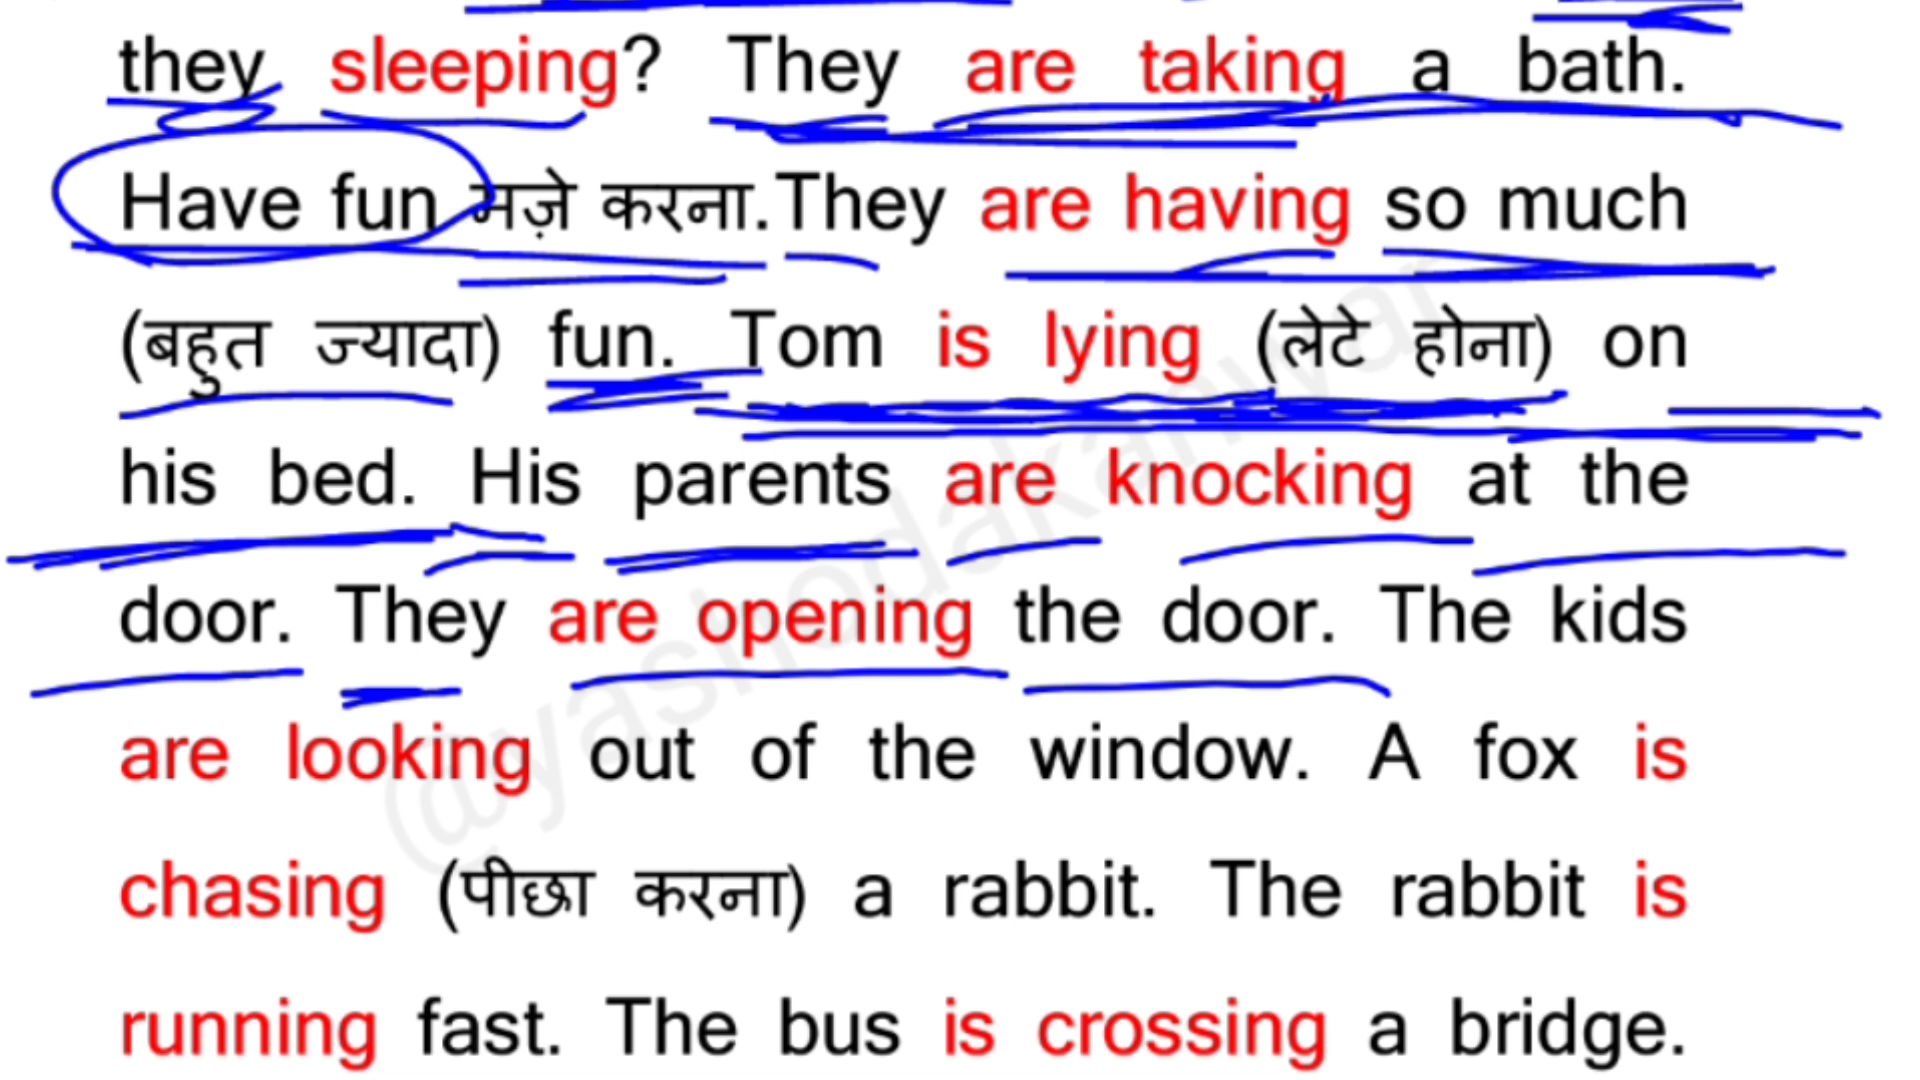 they sleeping? They are taking a bath.
Have fun मज़े करना.They are having so much
(बहुत ज्यादा) fun. Tom is lying (लेटे होना) on
his bed. His parents are knocking at the
door. They are opening the door. The kids
are looking out of the window. A fox is
chasing (पीछा करना) a rabbit. The rabbit is
running fast. The bus is crossing a bridge.
@yashodakanwar